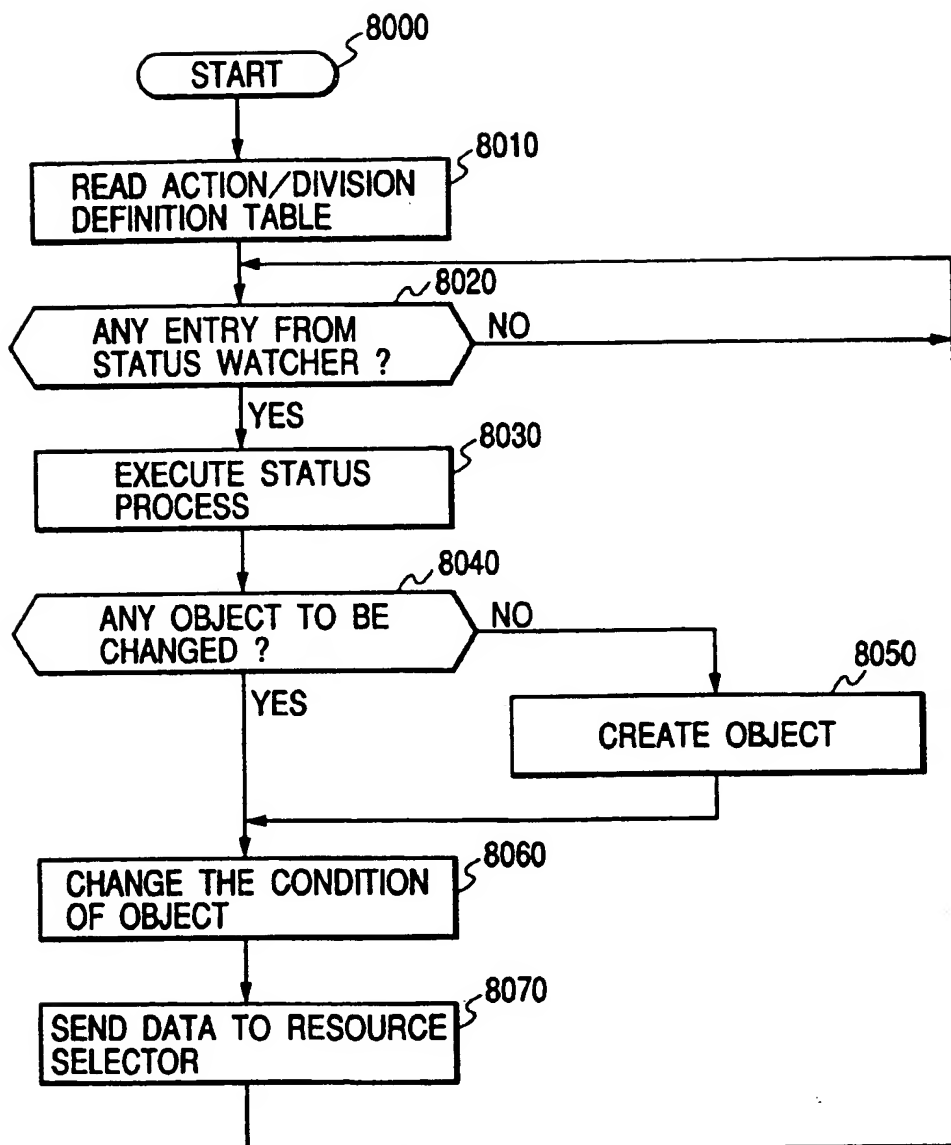 8000
START
8010
READ ACTION/DIVISION
DEFINITION TABLE
8020
ANY ENTRY FROM
STATUS WATCHER ?
NO
YES
8030
EXECUTE STATUS
PROCESS
8040
ANY OBJECT TO BE
CHANGED ?
NO
YES
8050
CREATE OBJECT
8060
CHANGE THE CONDITION
OF OBJECT
8070
SEND DATA TO RESOURCE
SELECTOR